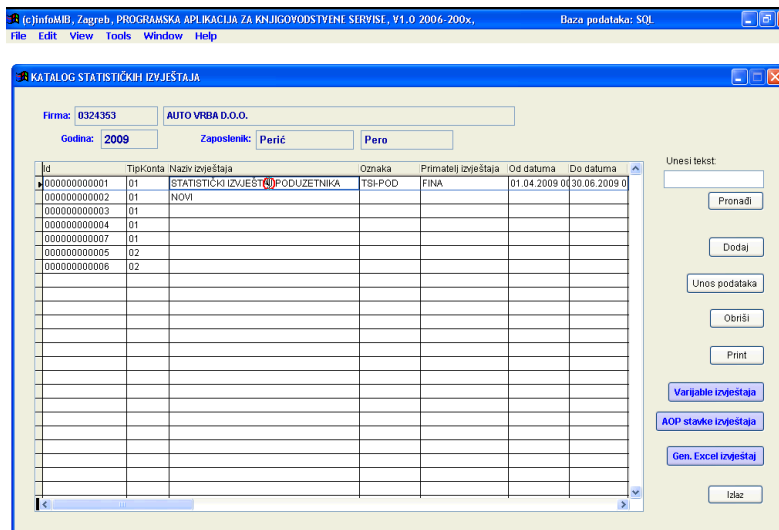 (c)infoMIB, Zagreb, PROGRAMSKA APLIKACIJA ZA KNJIGOVODSTVENE SERVISE, V1.0 2006-200x, Baza podataka: SQL
File Edit View Tools Window Help
KATALOG STATISTIČKIH IZVJEŠTAJA
Firma: 0324353 AUTO VRBA D.O.O.
Godina: 2009 Zaposlenik: Perić Pero
Id TipKonta Naziv izvještaja Oznaka Primatelj izvještaja Od datuma Do datuma
000000000001 01 STATISTIČKI IZVJEŠTAJ PODUZETNIKA TSI-POD FINA 01.04.2009 00 30.06.2009 0
000000000002 01 NOVI
000000000003 01
000000000004 01
000000000007 01
000000000005 02
000000000006 02
Unesi tekst:
Pronađi
Dodaj
Unos podataka
Obriši
Print
Varijable izvještaja
AOP stavke izvještaja
Gen. Excel izvještaj
Izlaz